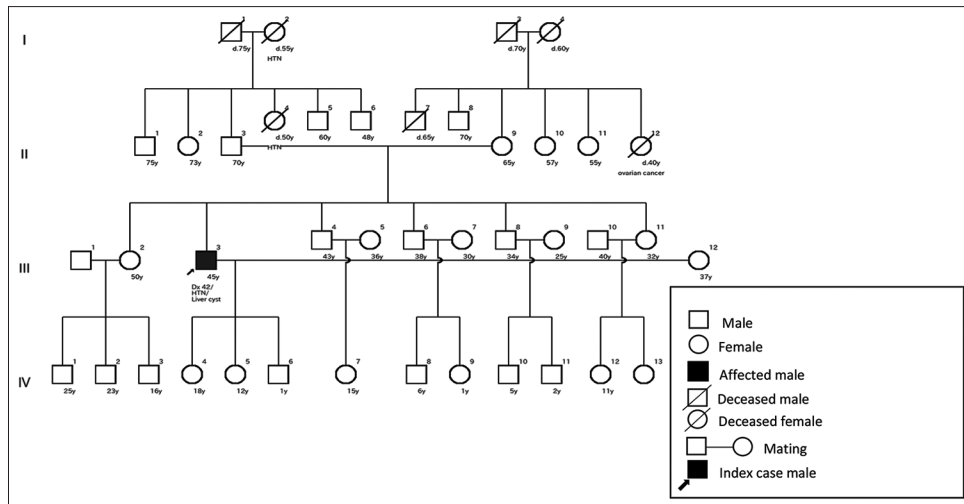 I
1
2
3
4
d.75y
d.55y
HTN
d.70y
d.60y
II
1
2
3
4
5
6
7
8
9
10
11
12
75y
73y
70y
d.50y
HTN
60y
48y
d.65y
70y
65y
57y
55y
d.40y
ovarian cancer
III
1
2
3
4
5
6
7
8
9
10
11
12
50y
45y
Dx 42/
HTN/
Liver cyst
43y
36y
38y
30y
34y
25y
40y
32y
37y
IV
1
2
3
4
5
6
7
8
9
10
11
12
13
25y
23y
16y
18y
12y
1y
15y
6y
1y
5y
2y
11y
Male
Female
Affected male
Deceased male
Deceased female
Mating
Index case male